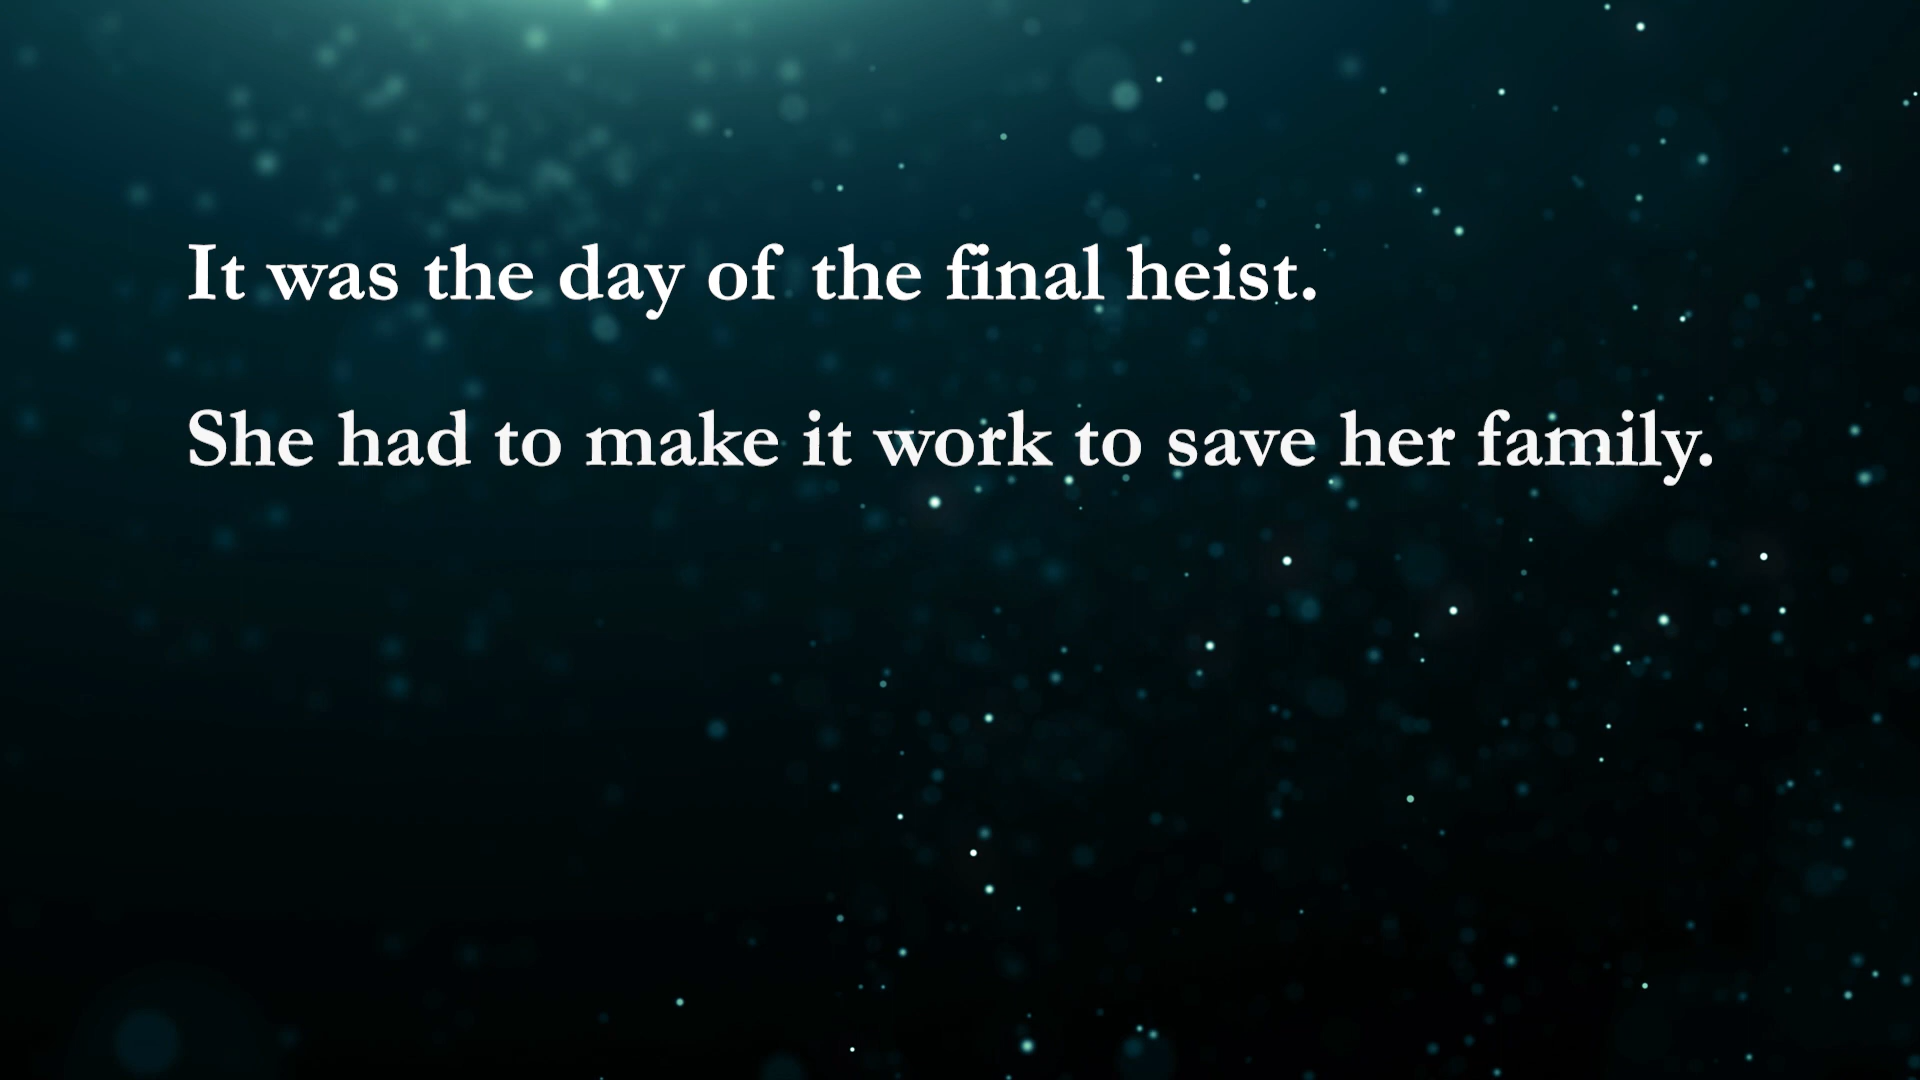 It was the day of the final heist.
She had to make it work to save her family.